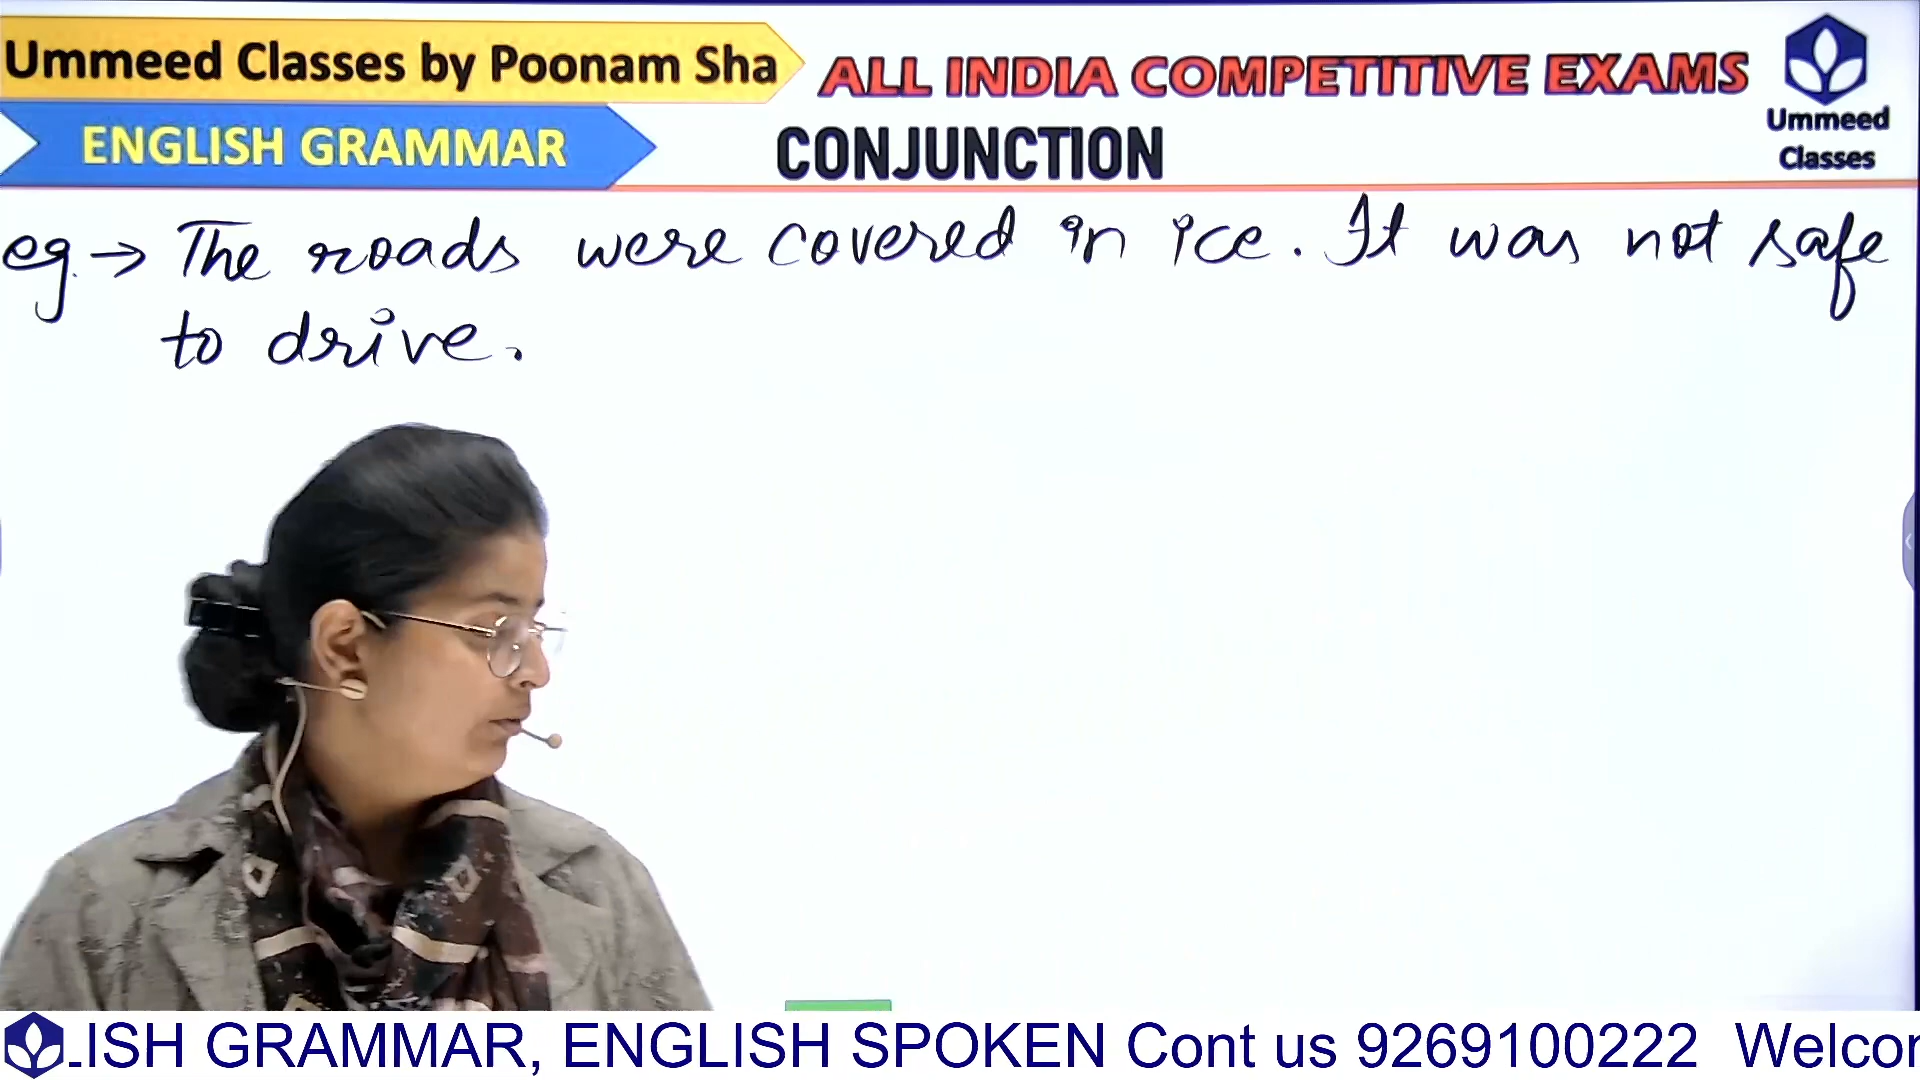 Ummeed Classes by Poonam Sha
ALL INDIA COMPETITIVE EXAMS
Ummeed
Classes
ENGLISH GRAMMAR
CONJUNCTION
eg. → The roads were covered in ice. It was not safe
to drive.
LISH GRAMMAR, ENGLISH SPOKEN Cont us 9269100222 Welcor